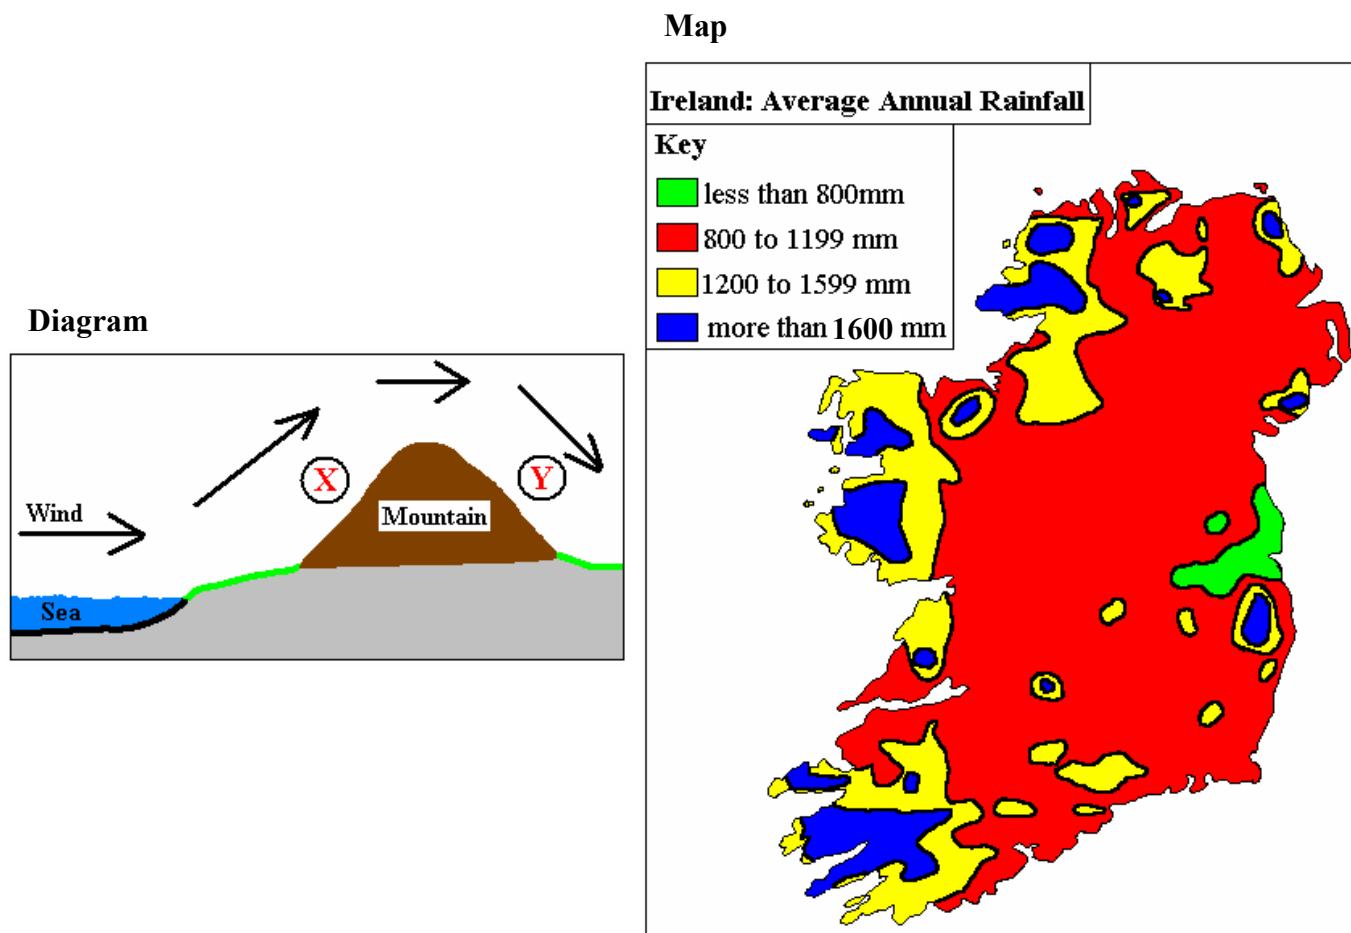 Map
Ireland: Average Annual Rainfall
Key
less than 800mm
800 to 1199 mm
1200 to 1599 mm
more than 1600 mm
Diagram
X
Y
Wind
Mountain
Sea